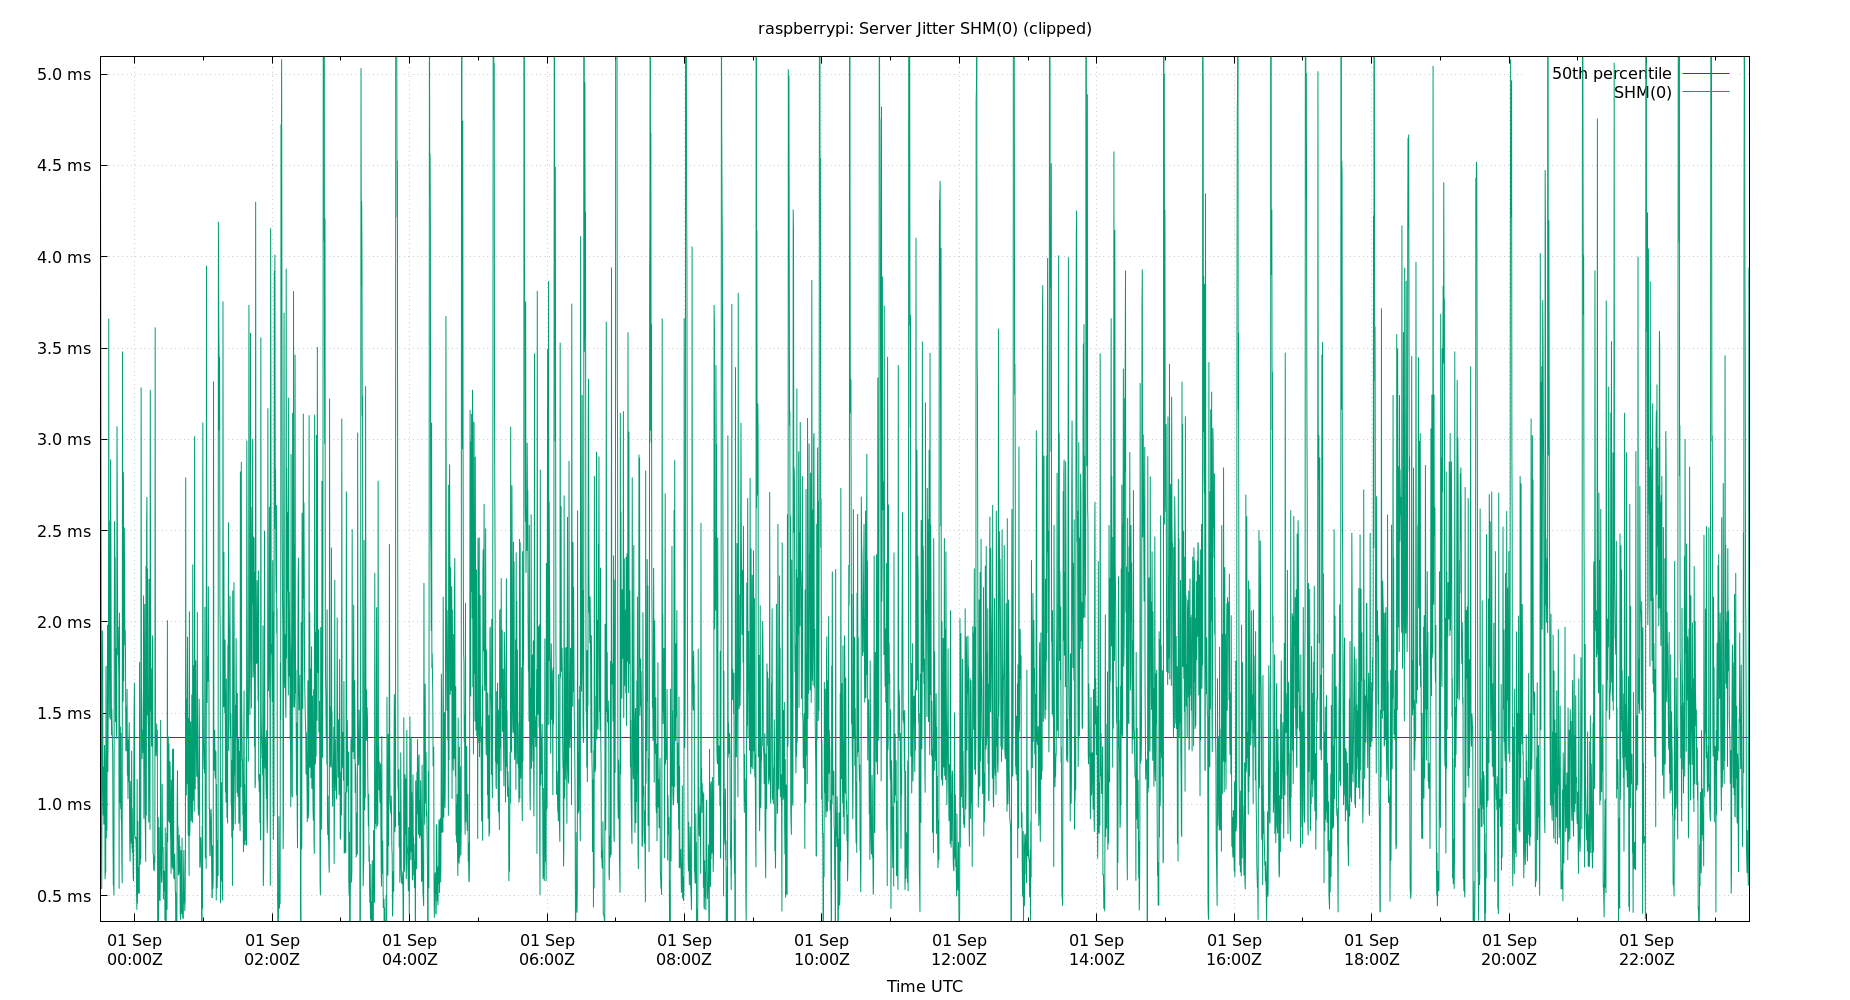 raspberrypi: Server Jitter SHM(0) (clipped)
50th percentile
SHM(0)
5.0 ms
4.5 ms
4.0 ms
3.5 ms
3.0 ms
2.5 ms
2.0 ms
1.5 ms
1.0 ms
0.5 ms
01 Sep 01 Sep 01 Sep 01 Sep 01 Sep 01 Sep 01 Sep 01 Sep 01 Sep 01 Sep 01 Sep 01 Sep
00:00Z 02:00Z 04:00Z 06:00Z 08:00Z 10:00Z 12:00Z 14:00Z 16:00Z 18:00Z 20:00Z 22:00Z
Time UTC